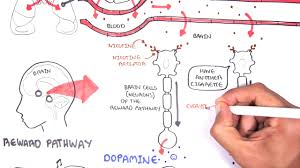 BLOOD
BRAIN
NICOTINE
NICOTINE
RECEPTOR
BRAIN
BRAIN CELLS
(NEURONS)
OF THE
REWARD PATHWAY
HAVE
ANOTHER
CIGARETTE
REWARD PATHWAY
DOPAMINE